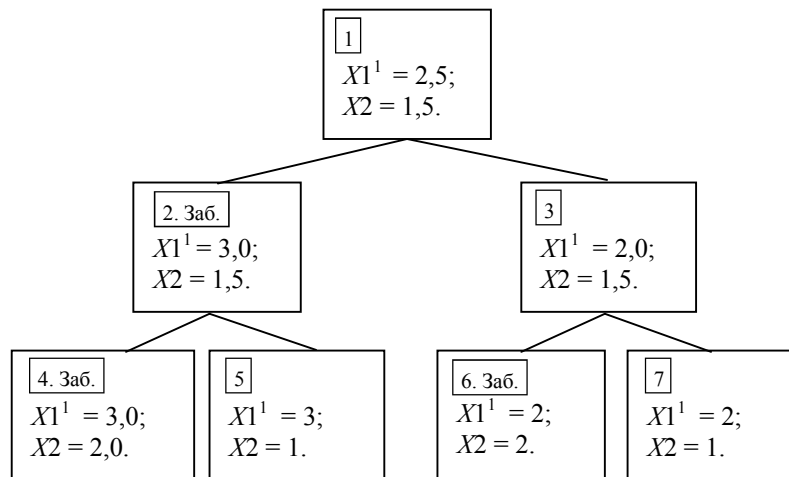 1
X1¹ = 2,5;
X2 = 1,5.
2. Заб.
X1¹ = 3,0;
X2 = 1,5.
3
X1¹ = 2,0;
X2 = 1,5.
4. Заб.
X1¹ = 3,0;
X2 = 2,0.
5
X1¹ = 3;
X2 = 1.
6. Заб.
X1¹ = 2;
X2 = 2.
7
X1¹ = 2;
X2 = 1.